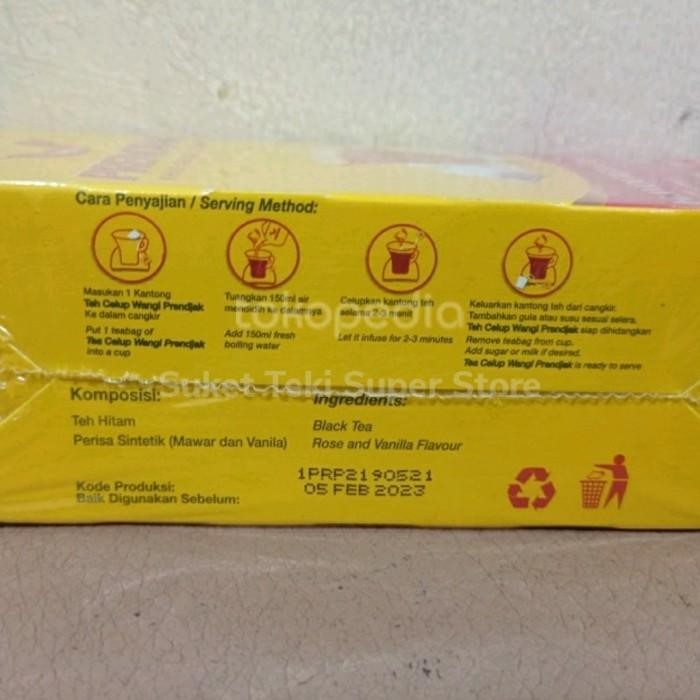 Cara Penyajian / Serving Method:
Masukan 1 Kantong
Teh Celup Wangi Prendjak
Ke dalam cangkir
Put 1 teabag of
Tea Celup Wangi Prendjak
into a cup
Tuangkan 150ml air
mendidih ke dalamnya
Add 150ml fresh
boiling water
Celupkan kantong teh
selama 2-3 menit
Let it infuse for 2-3 minutes
Keluarkan kantong teh dari cangkir.
Tambahkan gula atau susu sesuai selera.
Teh Celup Wangi Prendjak siap dihidangkan
Remove teabag from cup.
Add sugar or milk if desired.
Tea Celup Wangi Prendjak is ready to serve
tokopedia
Suket Teki Super Store
Komposisi:
Teh Hitam
Perisa Sintetik (Mawar dan Vanila)
Ingredients:
Black Tea
Rose and Vanilla Flavour
Kode Produksi:
1PRP2190521
Baik Digunakan Sebelum:
05 FEB 2023